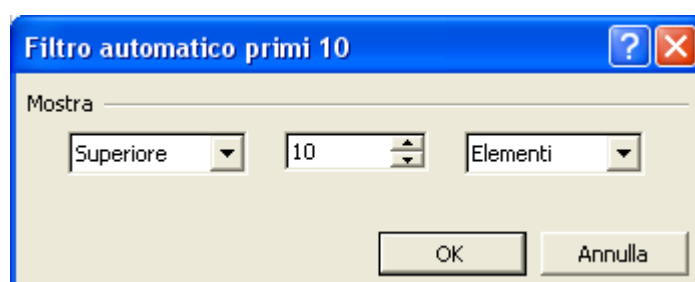 Filtro automatico primi 10
?
Mostra
Superiore 10 Elementi
OK Annulla